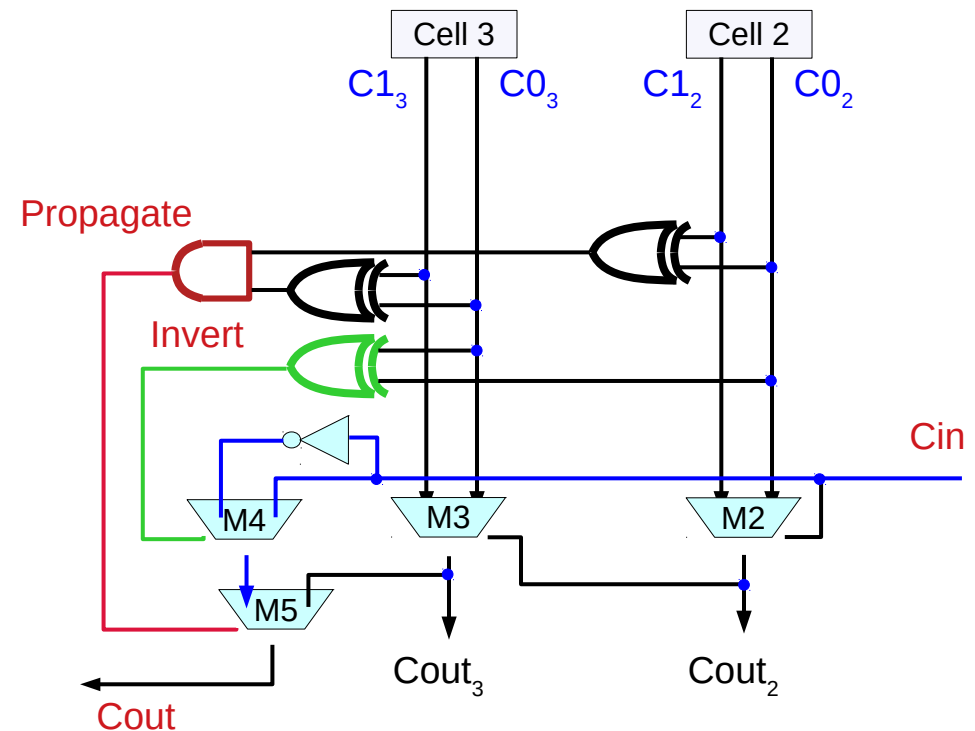 Cell 3
Cell 2
C1₃
C0₃
C1₂
C0₂
Propagate
Invert
Cin
M4
M3
M2
M5
Cout₃
Cout₂
Cout